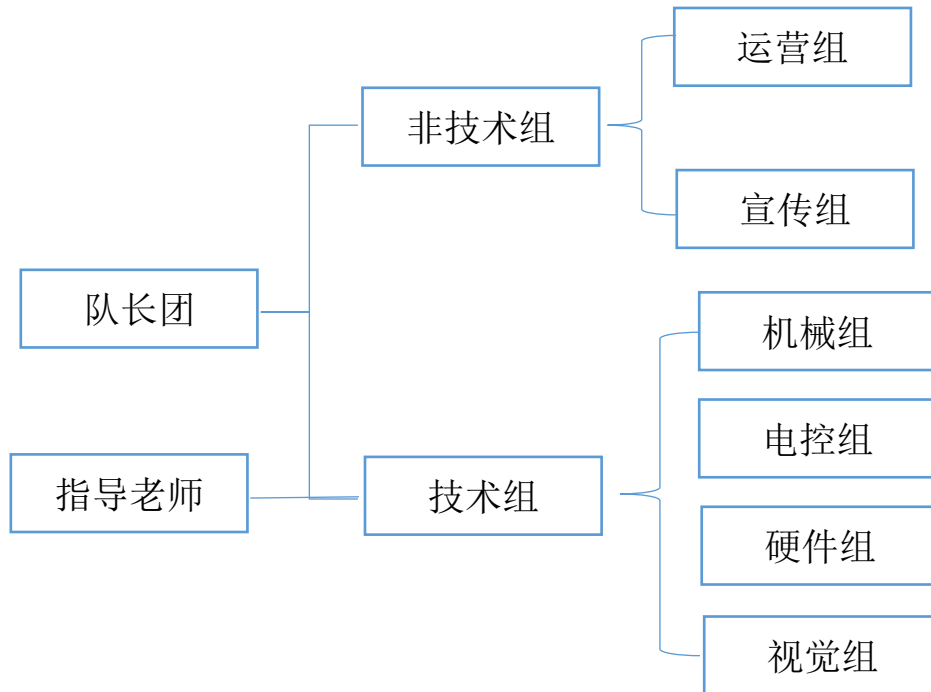 运营组
非技术组
宣传组
队长团
机械组
电控组
指导老师
技术组
硬件组
视觉组